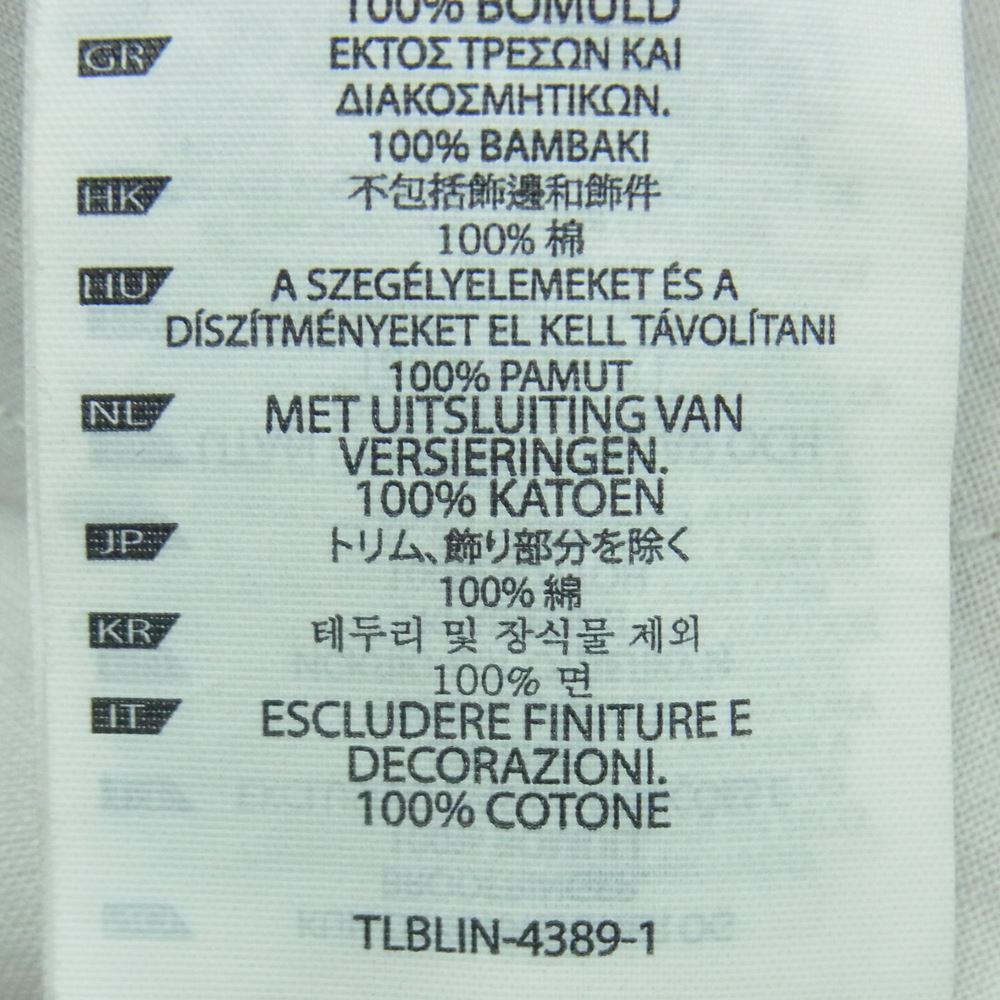 100% BOMULD
GR ΕΚΤΟΣ ΤΡΕΣΩΝ ΚΑΙ
ΔΙΑΚΟΣΜΗΤΙΚΩΝ.
100% ΒΑΜΒΑΚΙ
HK 不包括飾邊和飾件
100% 棉
HU A SZEGÉLYELEMEKET ÉS A
DÍSZÍTMÉNYEKET EL KELL TÁVOLÍTANI
100% PAMUT
NL MET UITSLUITING VAN
VERSIERINGEN.
100% KATOEN
JP トリム、飾り部分を除く
100% 綿
KR 테두리 및 장식물 제외
100% 면
IT ESCLUDERE FINITURE E
DECORAZIONI.
100% COTONE
TLBLIN-4389-1